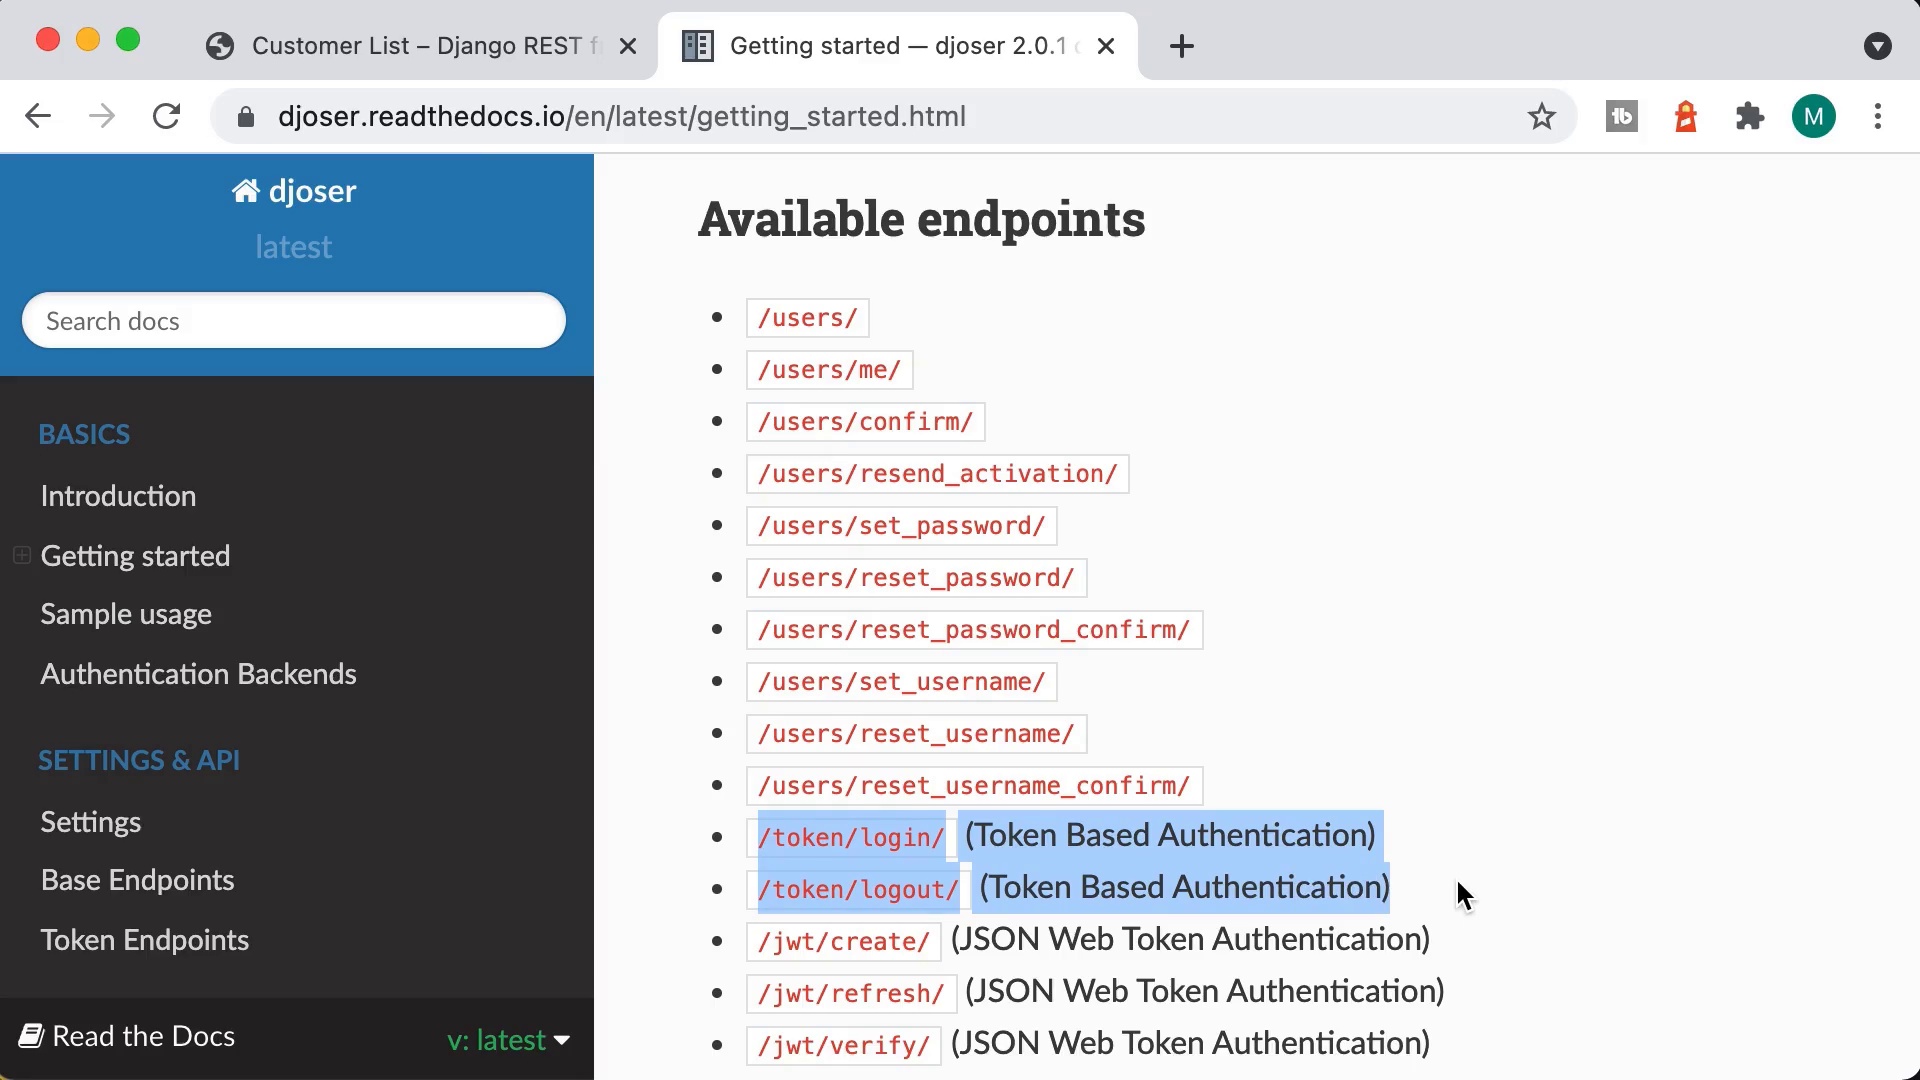 Customer List – Django REST f
Getting started — djoser 2.0.1
djoser.readthedocs.io/en/latest/getting_started.html
M
djoser
latest
Search docs
BASICS
Introduction
Getting started
Sample usage
Authentication Backends
SETTINGS & API
Settings
Base Endpoints
Token Endpoints
Read the Docs
v: latest
Available endpoints
/users/
/users/me/
/users/confirm/
/users/resend_activation/
/users/set_password/
/users/reset_password/
/users/reset_password_confirm/
/users/set_username/
/users/reset_username/
/users/reset_username_confirm/
/token/login/ (Token Based Authentication)
/token/logout/ (Token Based Authentication)
/jwt/create/ (JSON Web Token Authentication)
/jwt/refresh/ (JSON Web Token Authentication)
/jwt/verify/ (JSON Web Token Authentication)